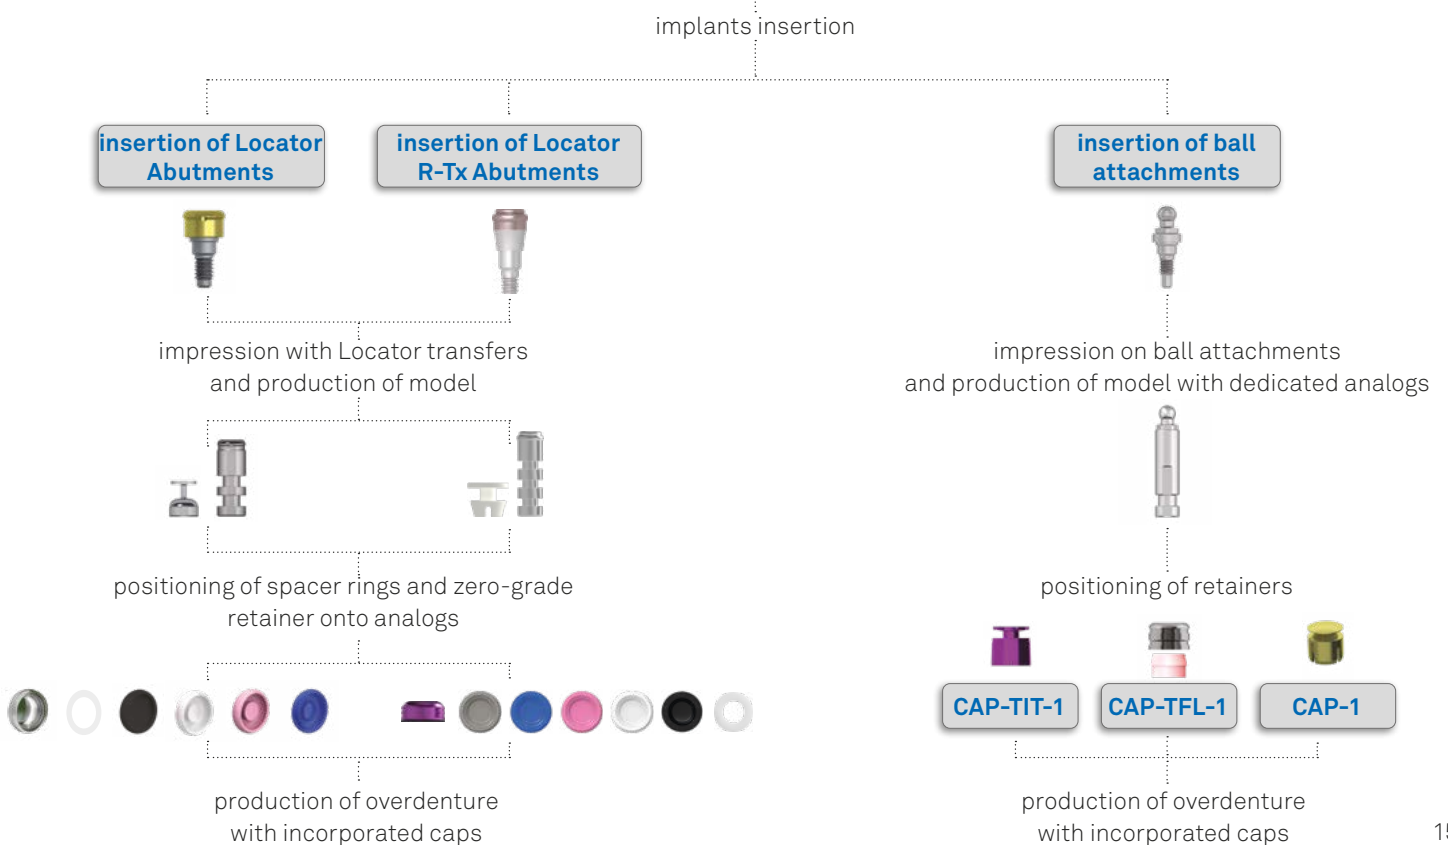 implants insertion
insertion of Locator
Abutments
insertion of Locator
R-Tx Abutments
insertion of ball
attachments
impression with Locator transfers
and production of model
impression on ball attachments
and production of model with dedicated analogs
positioning of spacer rings and zero-grade
retainer onto analogs
positioning of retainers
CAP-TIT-1
CAP-TFL-1
CAP-1
production of overdenture
with incorporated caps
production of overdenture
with incorporated caps